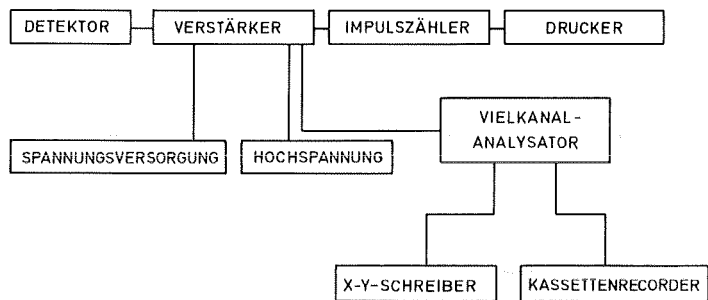 DETEKTOR
VERSTÄRKER
IMPULSZÄHLER
DRUCKER
VIELKANAL-
ANALYSATOR
SPANNUNGSVERSORGUNG
HOCHSPANNUNG
X-Y-SCHREIBER
KASSETTENRECORDER